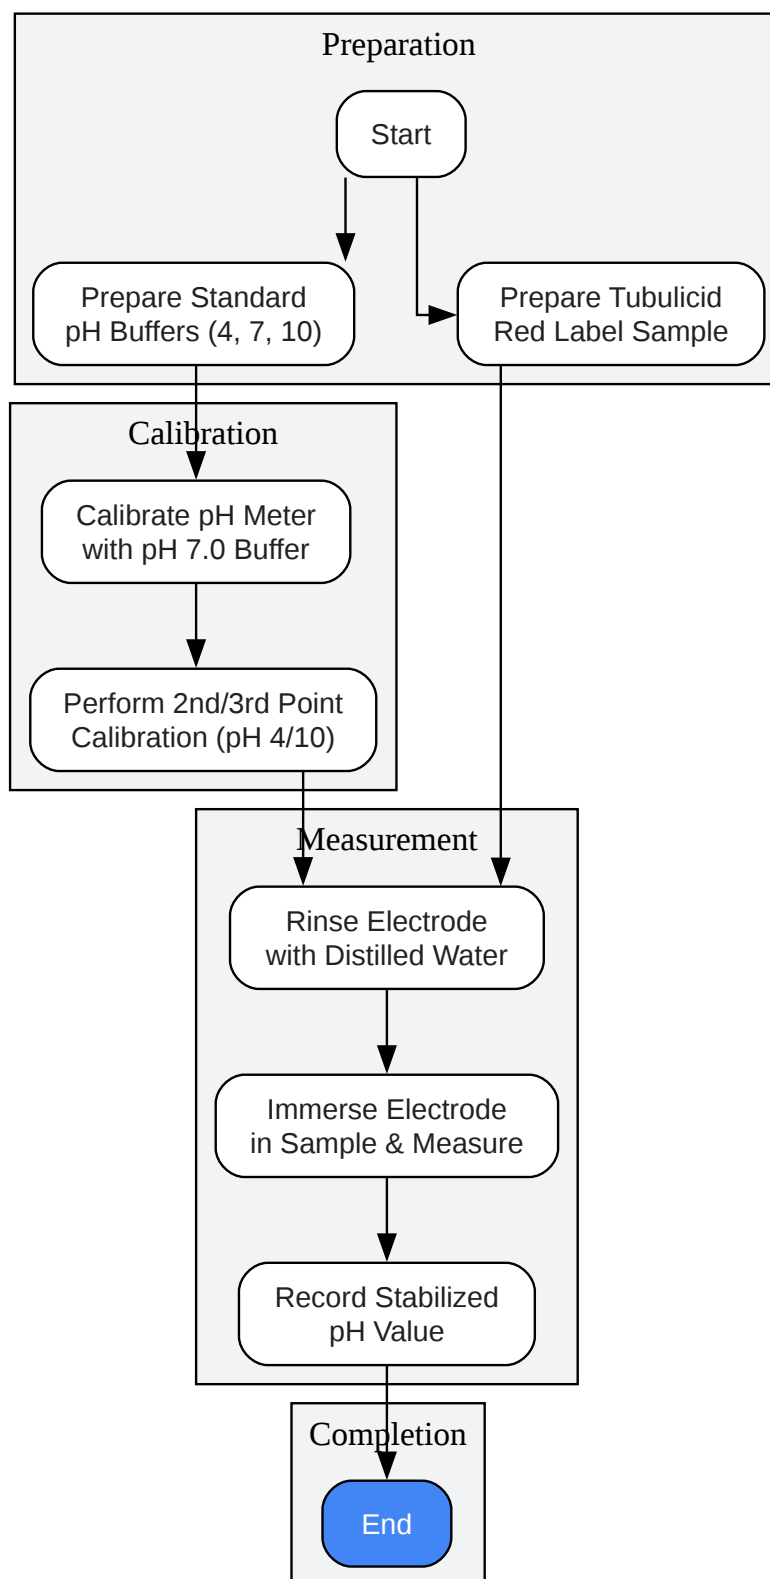 Preparation
Start
Prepare Standard
pH Buffers (4, 7, 10)
Prepare Tubulicid
Red Label Sample
Calibration
Calibrate pH Meter
with pH 7.0 Buffer
Perform 2nd/3rd Point
Calibration (pH 4/10)
Measurement
Rinse Electrode
with Distilled Water
Immerse Electrode
in Sample & Measure
Record Stabilized
pH Value
Completion
End